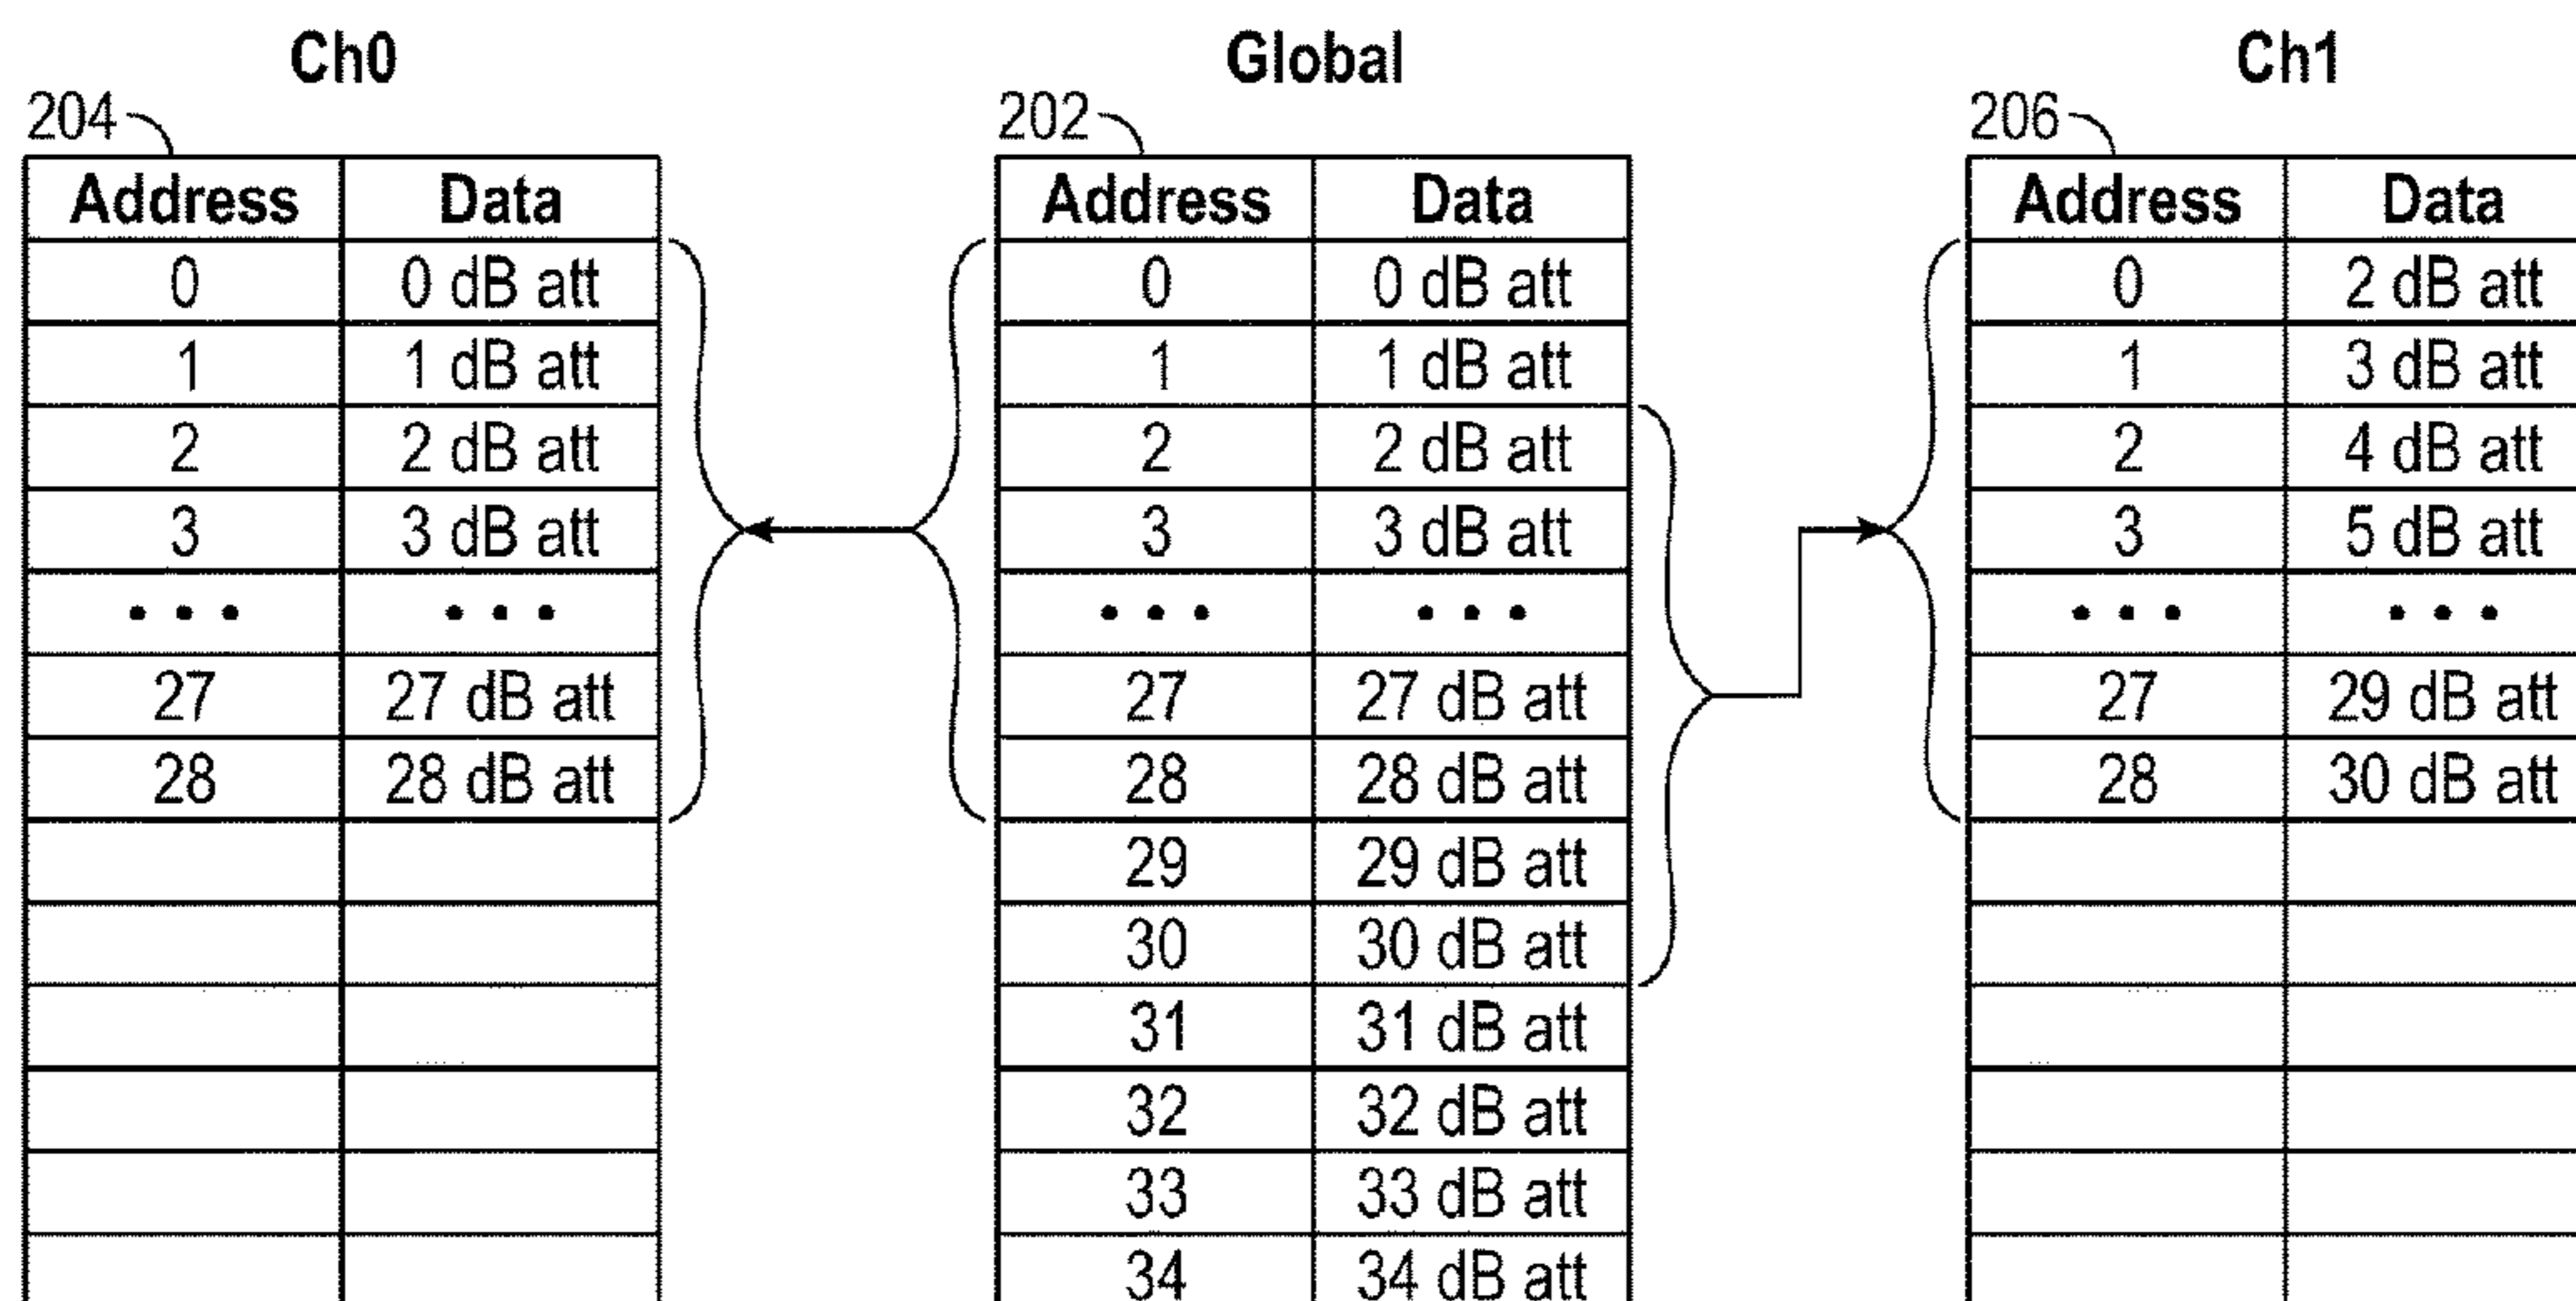 Ch0 Global Ch1
204 202 206
Address Data Address Data Address Data
0 0 dB att 0 0 dB att 0 2 dB att
1 1 dB att 1 1 dB att 1 3 dB att
2 2 dB att 2 2 dB att 2 4 dB att
3 3 dB att 3 3 dB att 3 5 dB att
• • • • • • • • • • • • • • • • • •
27 27 dB att 27 27 dB att 27 29 dB att
28 28 dB att 28 28 dB att 28 30 dB att
29 29 dB att
30 30 dB att
31 31 dB att
32 32 dB att
33 33 dB att
34 34 dB att